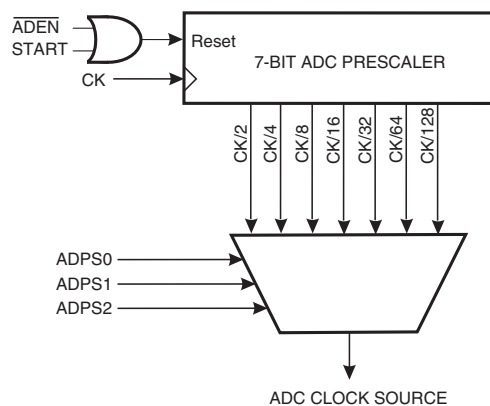 ADEN
START
Reset
7-BIT ADC PRESCALER
CK
CK/2
CK/4
CK/8
CK/16
CK/32
CK/64
CK/128
ADPS0
ADPS1
ADPS2
ADC CLOCK SOURCE